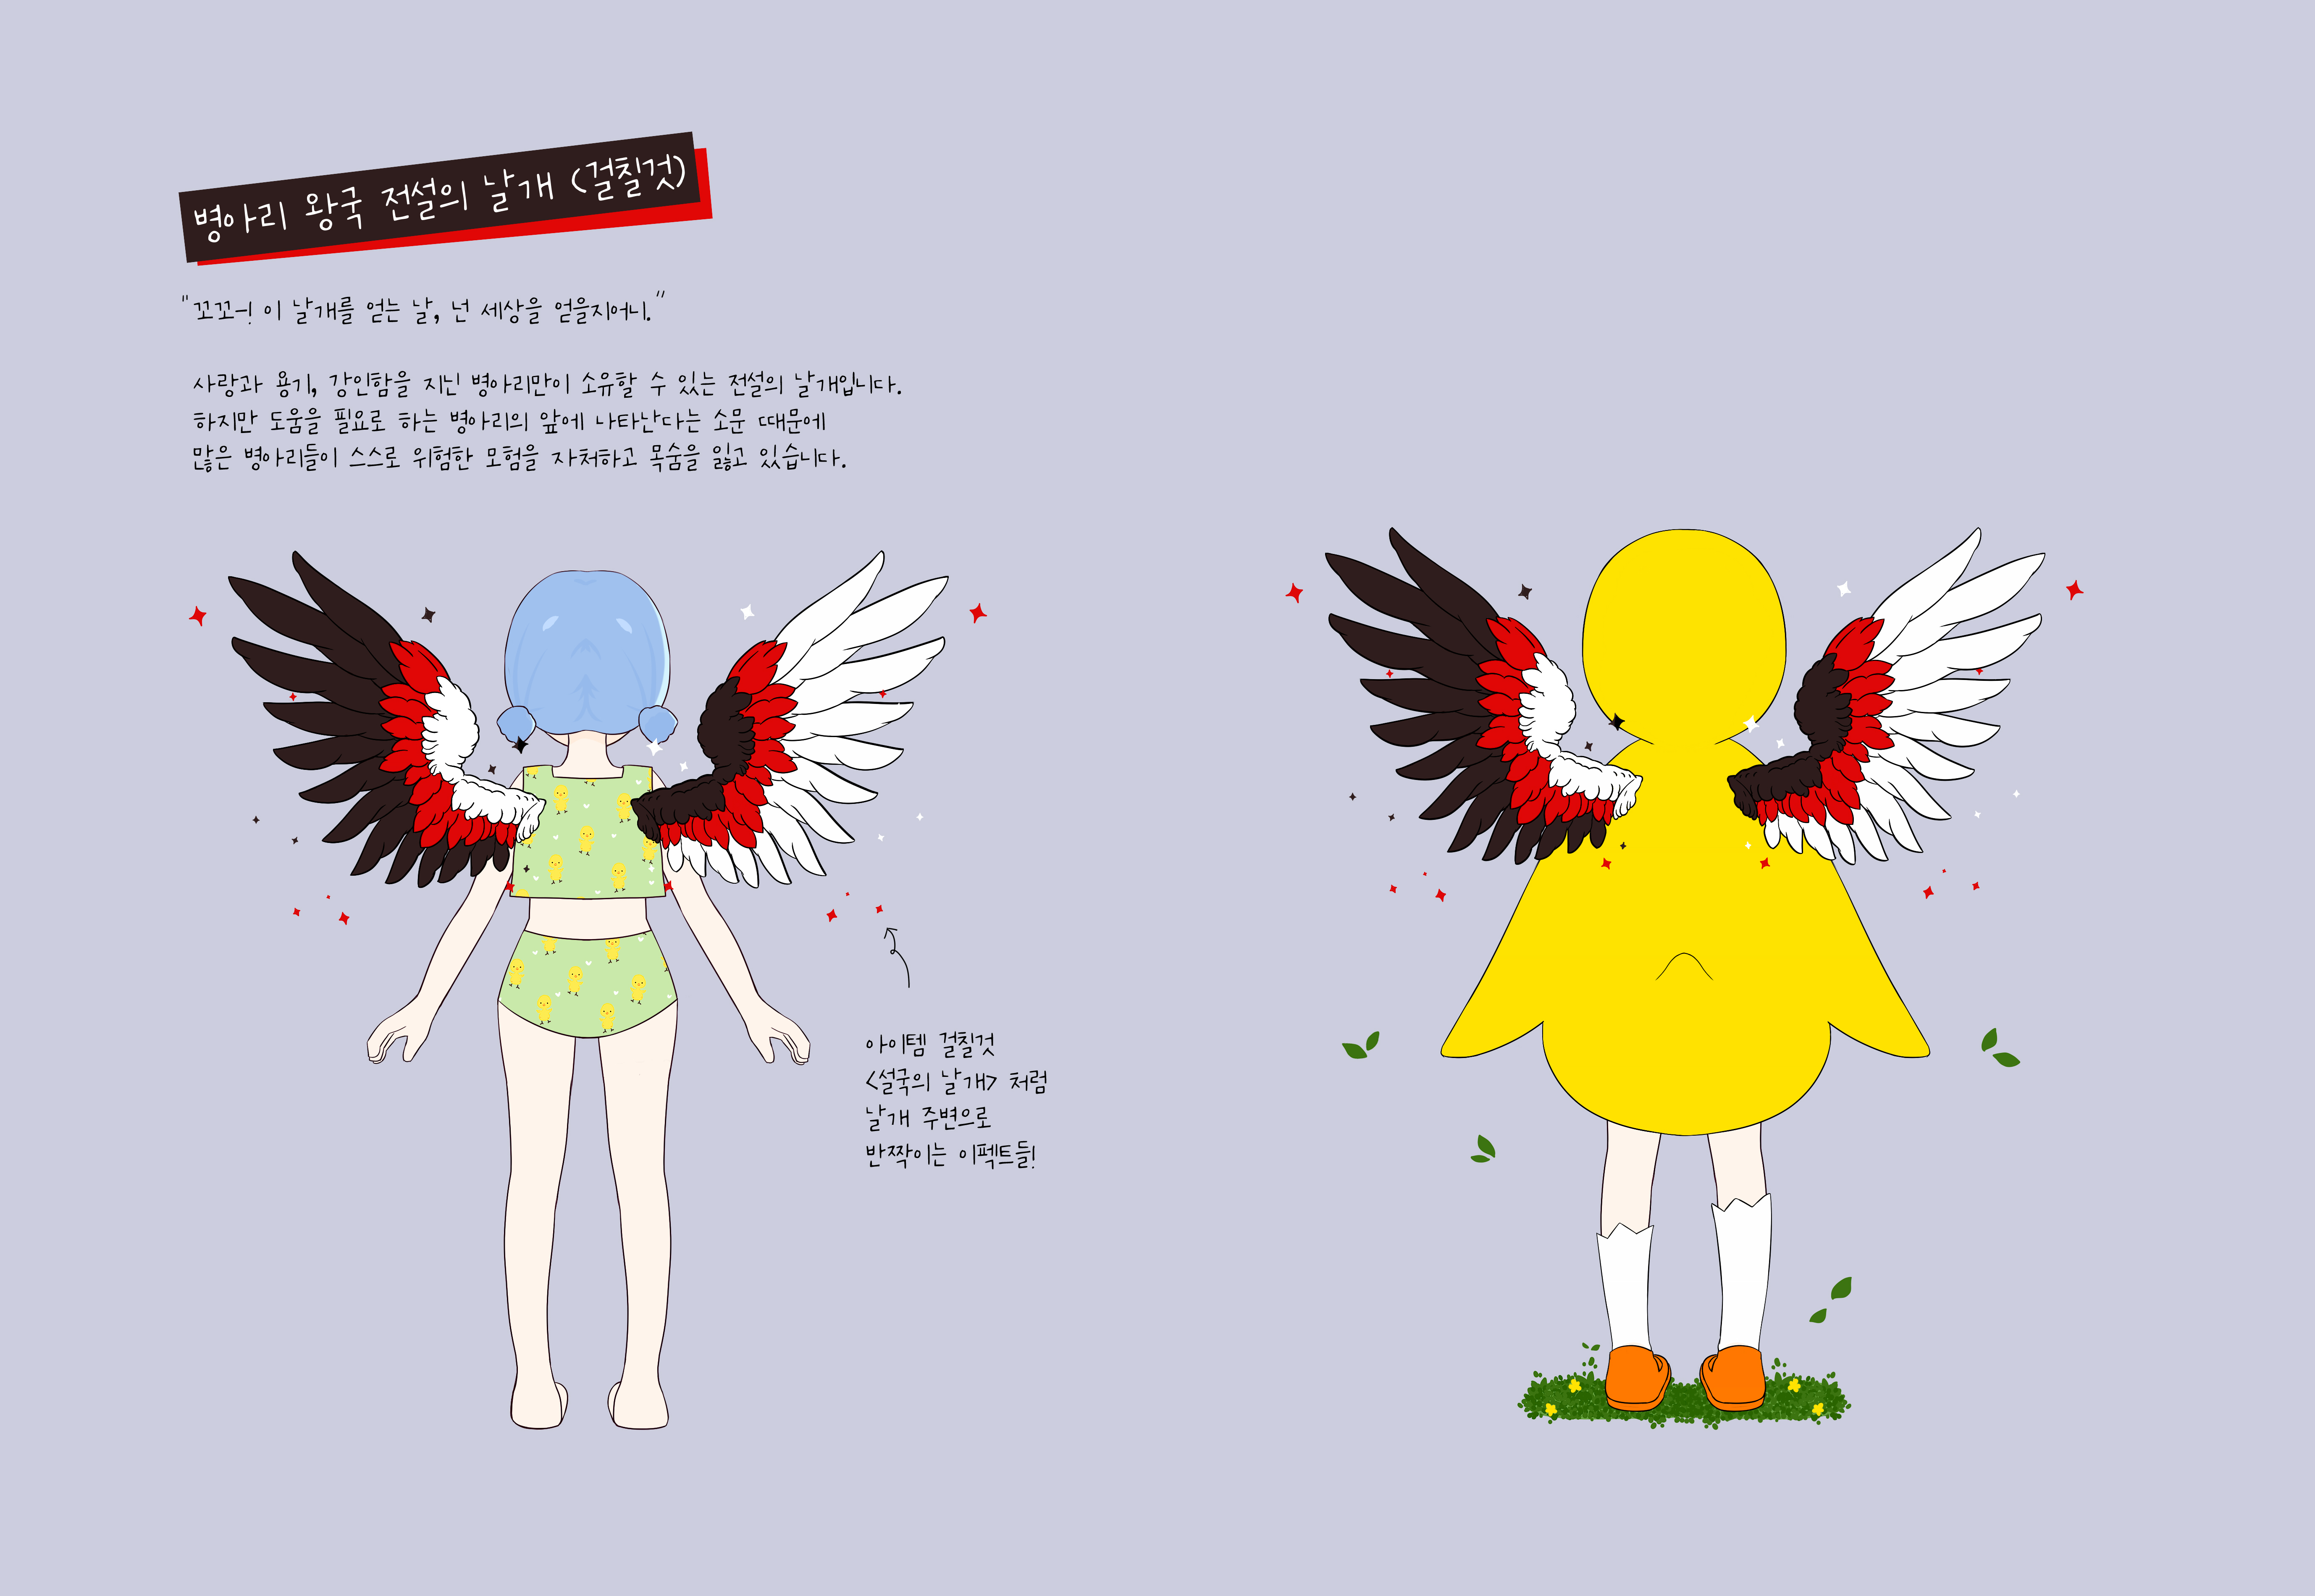 병아리 왕국 전설의 날개 (걸칠것)
"꼬꼬-! 이 날개를 얻는 날, 넌 세상을 얻을지어니."
사랑과 용기, 강인함을 지닌 병아리만이 소유할 수 있는 전설의 날개입니다.
하지만 도움을 필요로 하는 병아리의 앞에 나타난다는 소문 때문에
많은 병아리들이 스스로 위험한 모험을 자처하고 목숨을 잃고 있습니다.
아이템 걸칠것
<설국의 날개> 처럼
날개 주변으로
반짝이는 이펙트들!